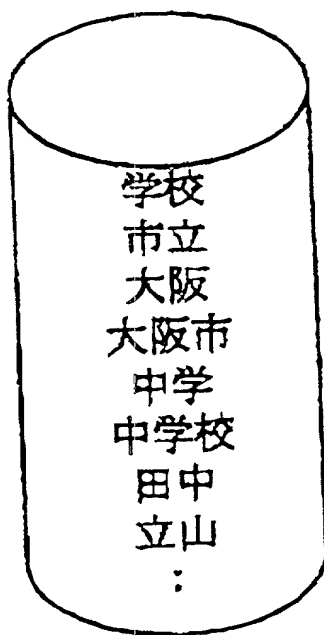 学校
市立
大阪
大阪市
中学
中学校
田中
立山
: